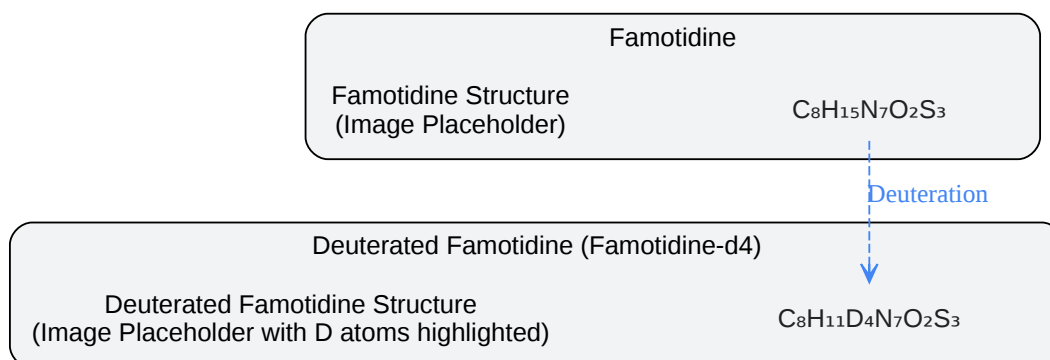 Famotidine
Famotidine Structure
(Image Placeholder)
C₈H₁₅N₇O₂S₃
Deuteration
Deuterated Famotidine (Famotidine-d4)
Deuterated Famotidine Structure
(Image Placeholder with D atoms highlighted)
C₈H₁₁D₄N₇O₂S₃